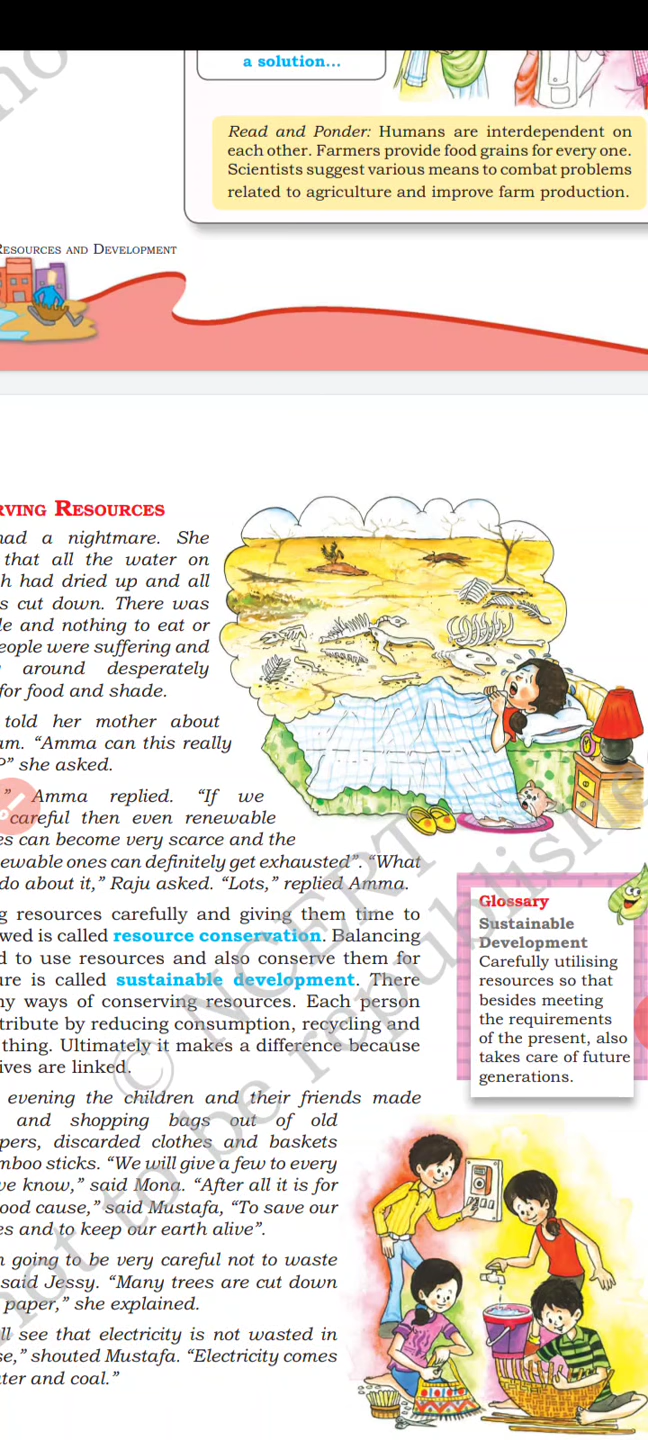 a solution...
Read and Ponder: Humans are interdependent on
each other. Farmers provide food grains for every one.
Scientists suggest various means to combat problems
related to agriculture and improve farm production.
RESOURCES AND DEVELOPMENT
RVING RESOURCES
had a nightmare. She
that all the water on
h had dried up and all
s cut down. There was
le and nothing to eat or
eople were suffering and
around desperately
for food and shade.
told her mother about
am. “Amma can this really
?” she asked.
” Amma replied. “If we
careful then even renewable
es can become very scarce and the
newable ones can definitely get exhausted”. “What
do about it,” Raju asked. “Lots,” replied Amma.
g resources carefully and giving them time to
wed is called resource conservation. Balancing
d to use resources and also conserve them for
ure is called sustainable development. There
ny ways of conserving resources. Each person
tribute by reducing consumption, recycling and
thing. Ultimately it makes a difference because
ives are linked.
Glossary
Sustainable
Development
Carefully utilising
resources so that
besides meeting
the requirements
of the present, also
takes care of future
generations.
evening the children and their friends made
and shopping bags out of old
pers, discarded clothes and baskets
mboo sticks. “We will give a few to every
we know,” said Mona. “After all it is for
ood cause,” said Mustafa, “To save our
es and to keep our earth alive”.
going to be very careful not to waste
said Jessy. “Many trees are cut down
paper,” she explained.
ll see that electricity is not wasted in
se,” shouted Mustafa. “Electricity comes
ter and coal.”
© NCERT
not to be republished